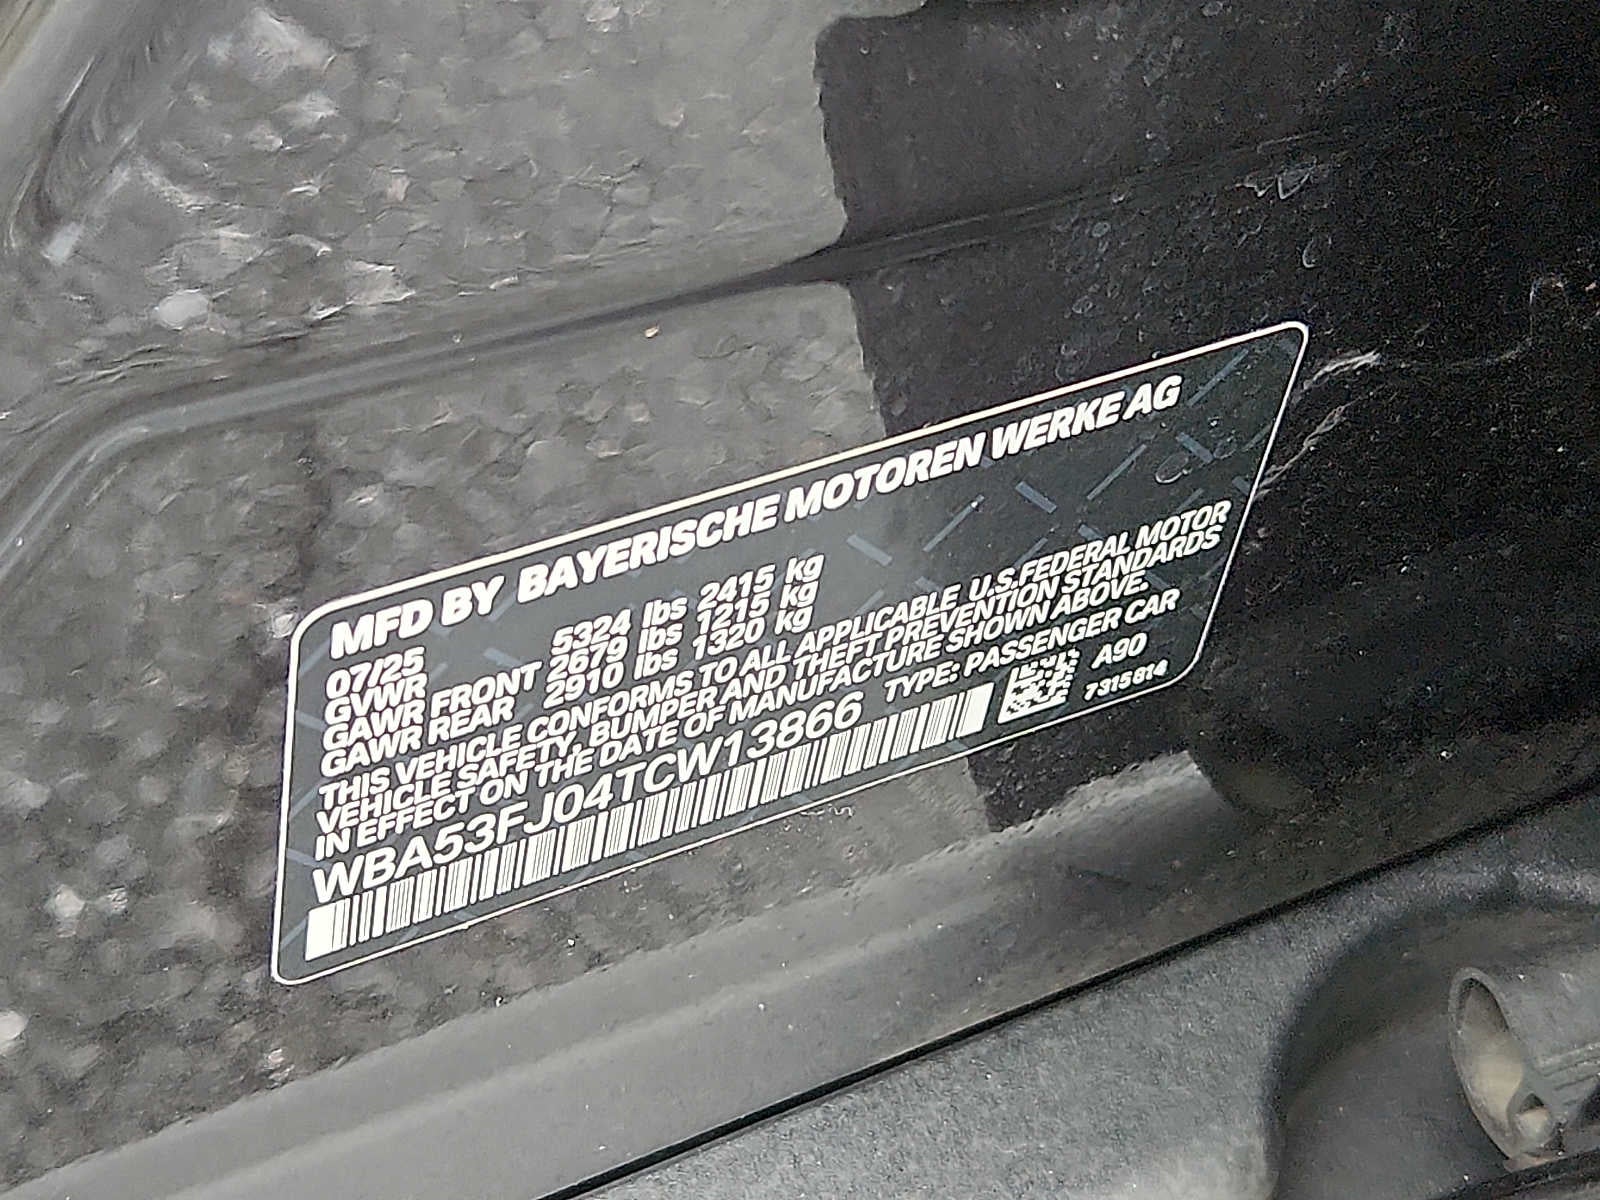 MFD BY BAYERISCHE MOTOREN WERKE AG
07/25
GVWR 5324 lbs 2415 kg
GAWR FRONT 2679 lbs 1215 kg
GAWR REAR 2910 lbs 1320 kg
THIS VEHICLE CONFORMS TO ALL APPLICABLE U.S.FEDERAL MOTOR
VEHICLE SAFETY, BUMPER AND THEFT PREVENTION STANDARDS
IN EFFECT ON THE DATE OF MANUFACTURE SHOWN ABOVE.
WBA53FJ04TCW13866 TYPE: PASSENGER CAR
A90
7315614